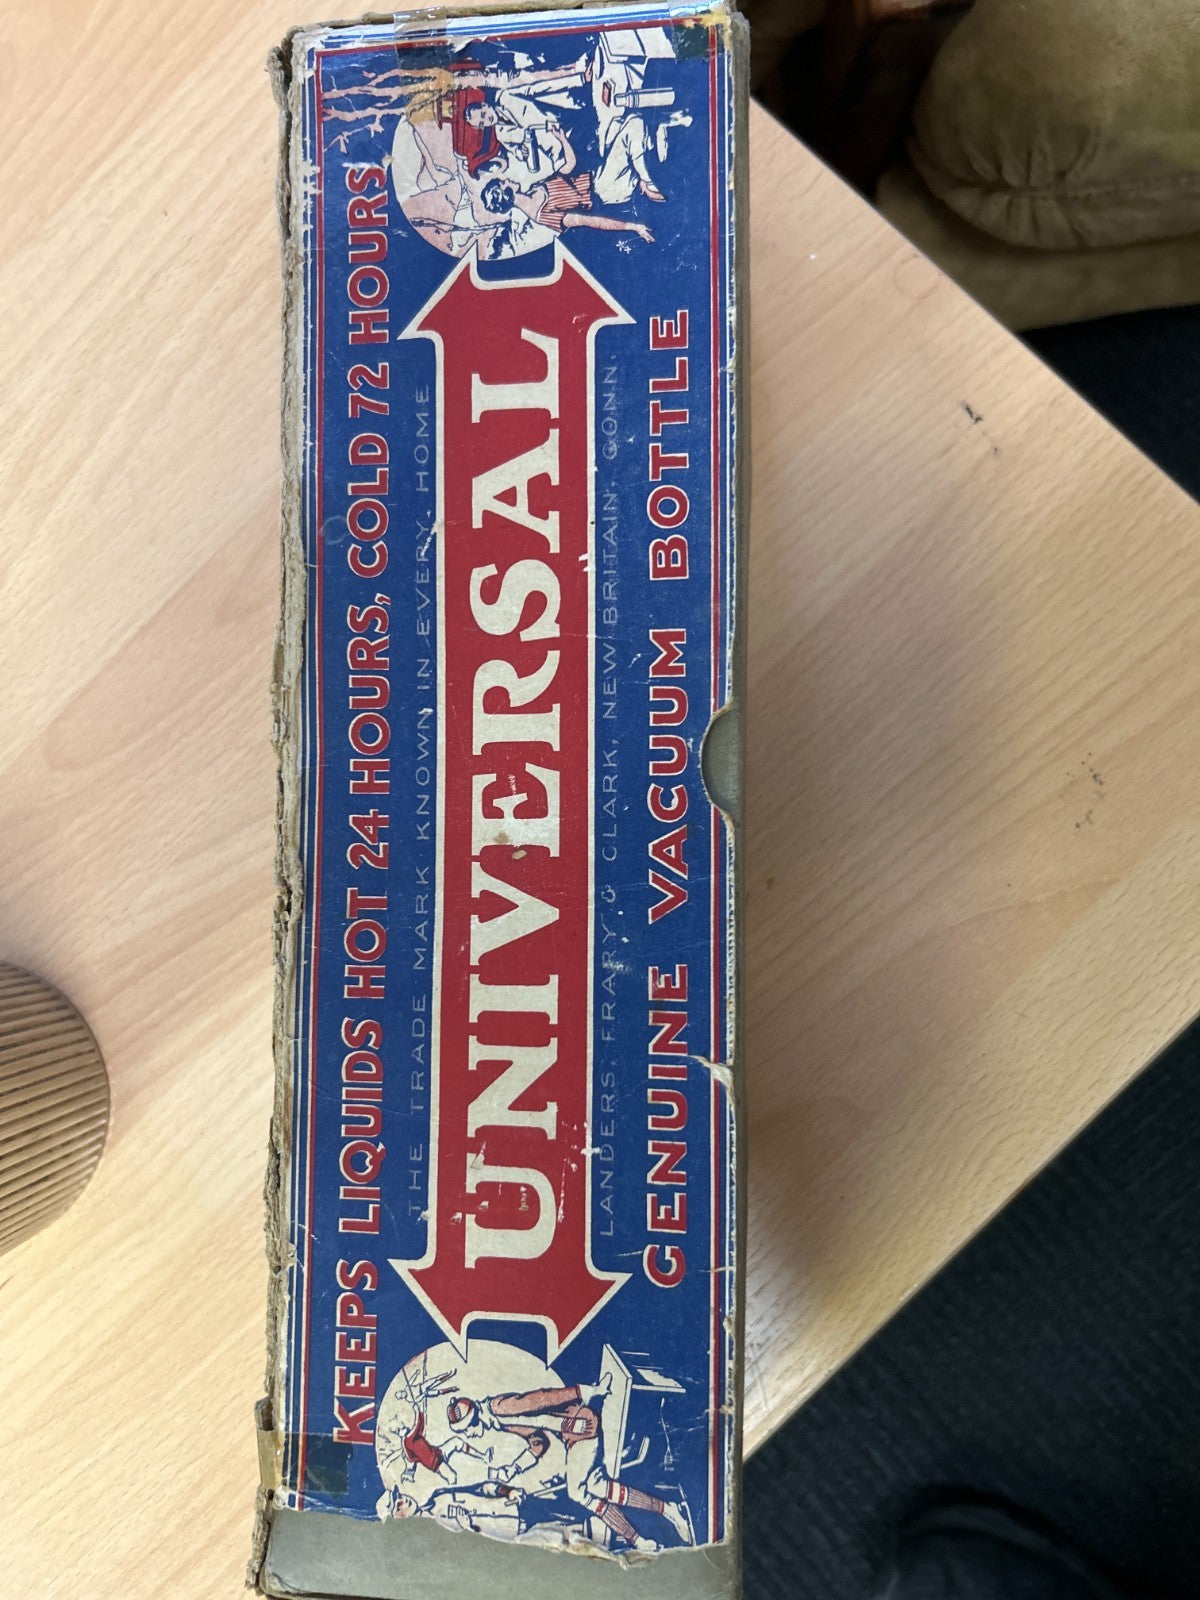 KEEPS LIQUIDS HOT 24 HOURS, COLD 72 HOURS
THE TRADE MARK KNOWN IN EVERY HOME
UNIVERSAL
LANDERS, FRARY & CLARK, NEW BRITAIN, CONN.
GENUINE VACUUM BOTTLE